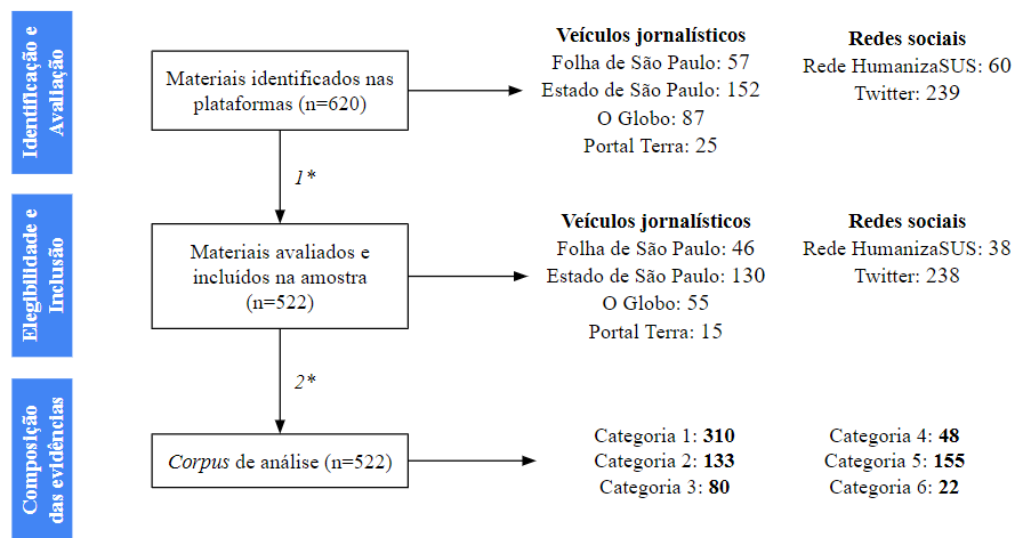 Identificação e
Avaliação
Materiais identificados nas
plataformas (n=620)
Veículos jornalísticos
Folha de São Paulo: 57
Estado de São Paulo: 152
O Globo: 87
Portal Terra: 25
Redes sociais
Rede HumanizaSUS: 60
Twitter: 239
1*
Elegibilidade e
Inclusão
Materiais avaliados e
incluídos na amostra
(n=522)
Veículos jornalísticos
Folha de São Paulo: 46
Estado de São Paulo: 130
O Globo: 55
Portal Terra: 15
Redes sociais
Rede HumanizaSUS: 38
Twitter: 238
2*
Composição
das evidências
Corpus de análise (n=522)
Categoria 1: 310
Categoria 2: 133
Categoria 3: 80
Categoria 4: 48
Categoria 5: 155
Categoria 6: 22